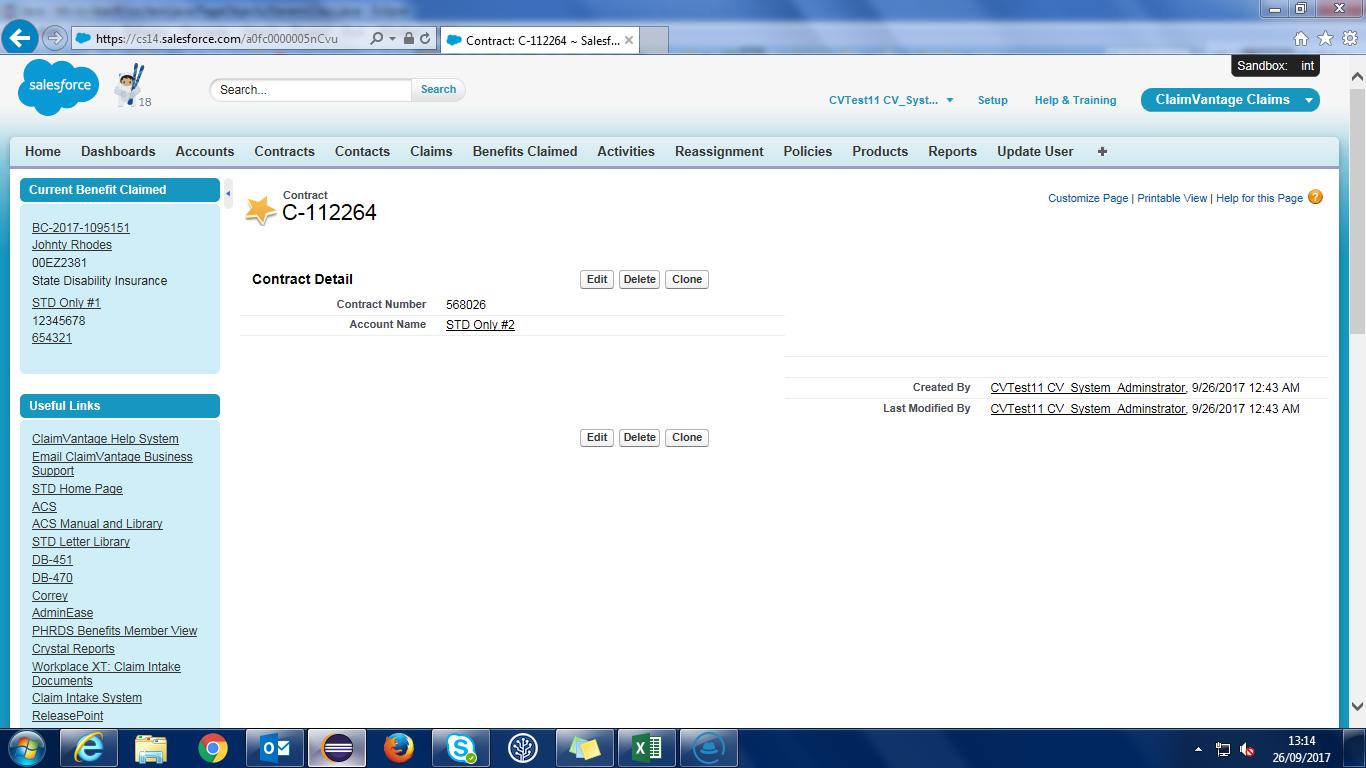 https://cs14.salesforce.com/a0fc0000005nCvu
Contract: C-112264 ~ Salesf...
salesforce
18
Search...
Search
Sandbox: int
CVTest11 CV_Syst...
Setup
Help & Training
ClaimVantage Claims
Home Dashboards Accounts Contracts Contacts Claims Benefits Claimed Activities Reassignment Policies Products Reports Update User +
Current Benefit Claimed
BC-2017-1095151
Johnty Rhodes
00EZ2381
State Disability Insurance
STD Only #1
12345678
654321
Useful Links
ClaimVantage Help System
Email ClaimVantage Business
Support
STD Home Page
ACS
ACS Manual and Library
STD Letter Library
DB-451
DB-470
Correy
AdminEase
PHRDS Benefits Member View
Crystal Reports
Workplace XT: Claim Intake
Documents
Claim Intake System
ReleasePoint
Contract
C-112264
Customize Page | Printable View | Help for this Page ?
Contract Detail
Edit Delete Clone
Contract Number 568026
Account Name STD Only #2
Created By CVTest11 CV_System_Adminstrator, 9/26/2017 12:43 AM
Last Modified By CVTest11 CV_System_Adminstrator, 9/26/2017 12:43 AM
Edit Delete Clone
13:14
26/09/2017